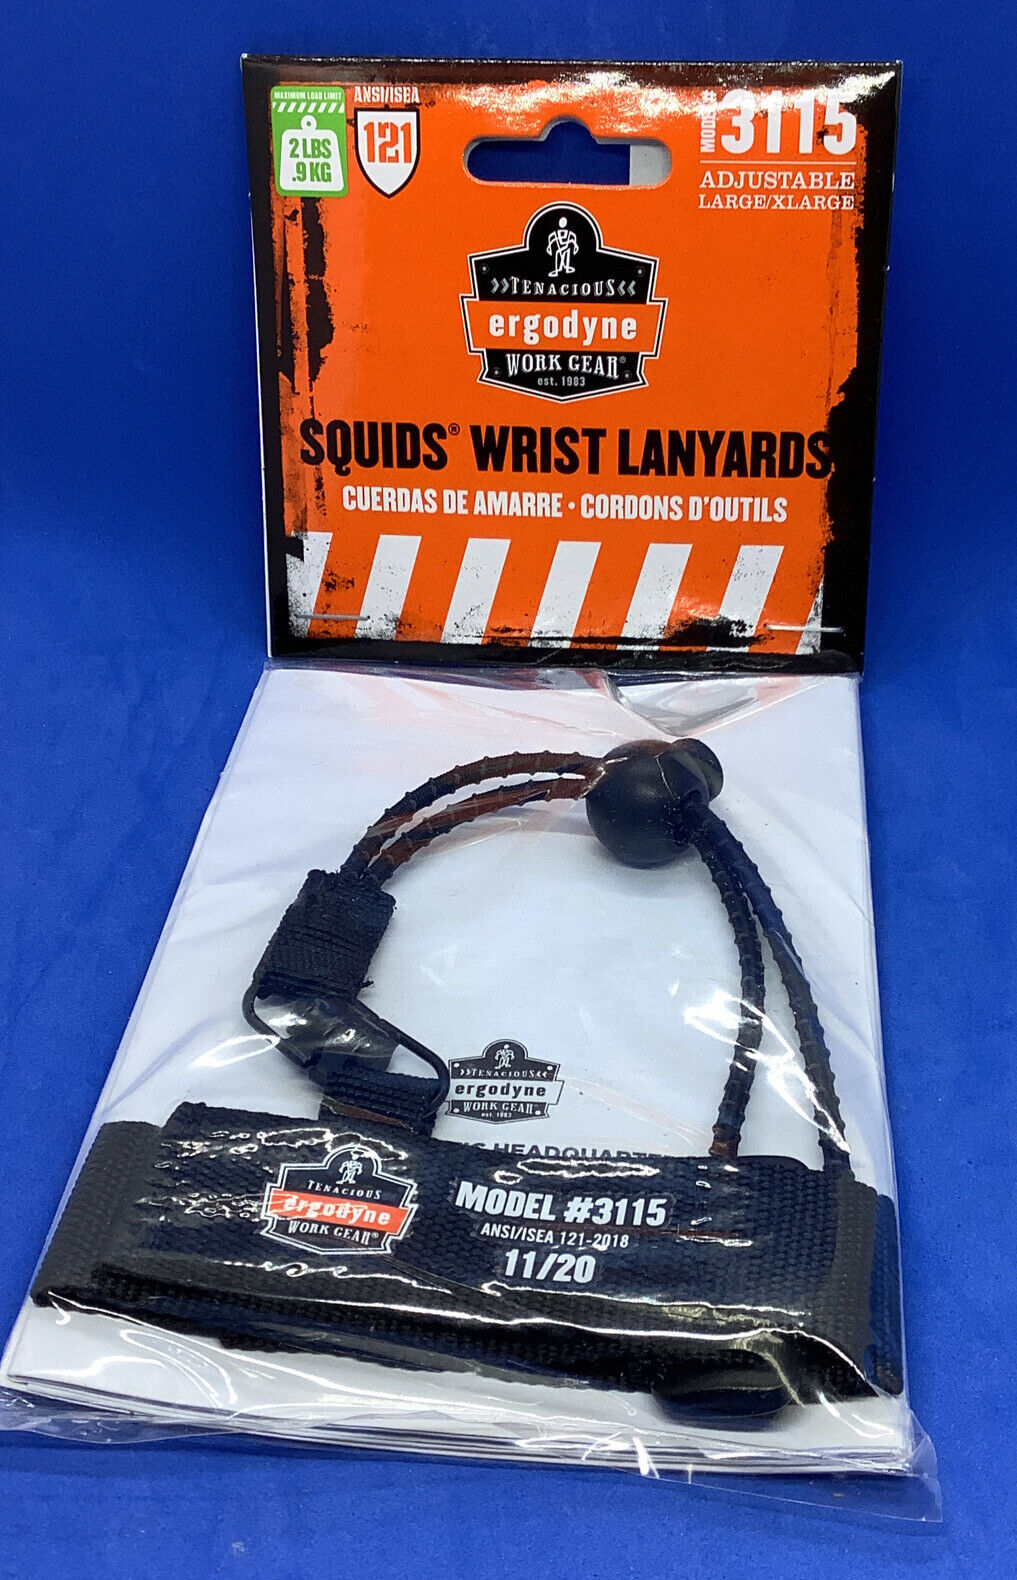 MAXIMUM LOAD LIMIT
2 LBS
.9 KG
ANSI/ISEA
121
MODEL# 3115
ADJUSTABLE
LARGE/XLARGE
TENACIOUS
ergodyne
WORK GEAR®
est. 1983
SQUIDS® WRIST LANYARDS
CUERDAS DE AMARRE • CORDONS D'OUTILS
TENACIOUS
ergodyne
WORK GEAR®
est. 1983
TENACIOUS
ergodyne
WORK GEAR®
MODEL #3115
ANSI/ISEA 121-2018
11/20